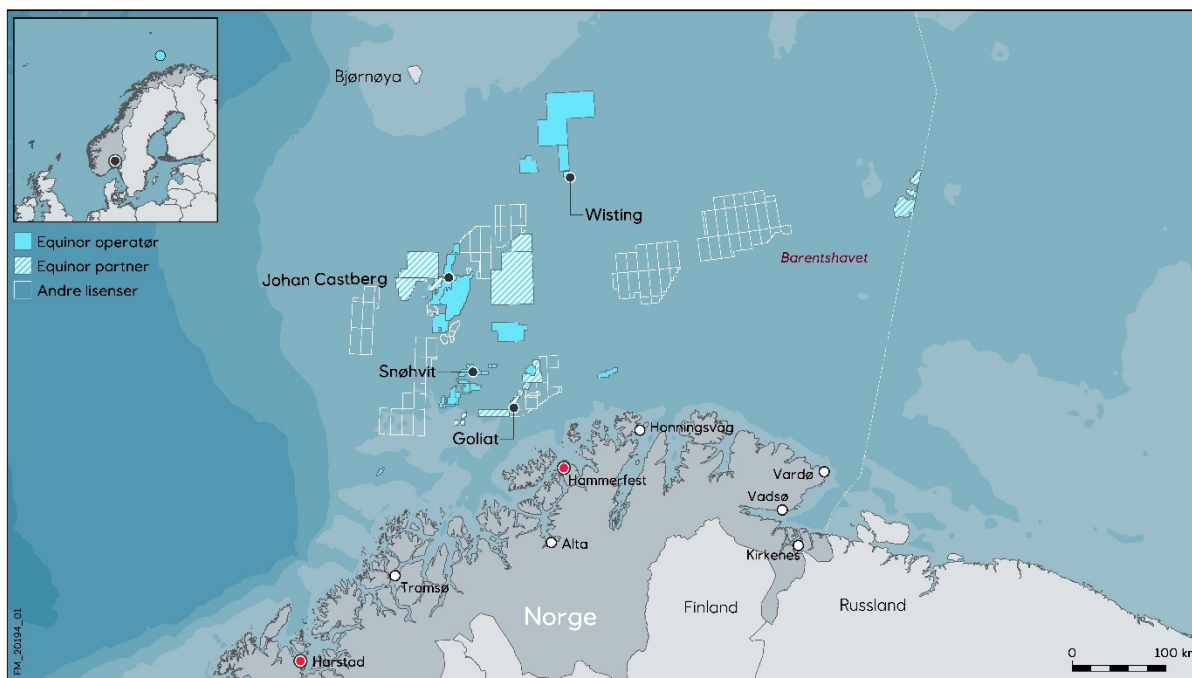 Bjørnøya
Wisting
Equinor operatør
Equinor partner
Andre lisenser
Johan Castberg
Barentshavet
Snøhvit
Goliat
Honningsvåg
Hammerfest
Vardø
Vadsø
Kirkenes
Alta
Tromsø
Norge
Finland
Russland
Harstad
0 100 km
FM_20194_01